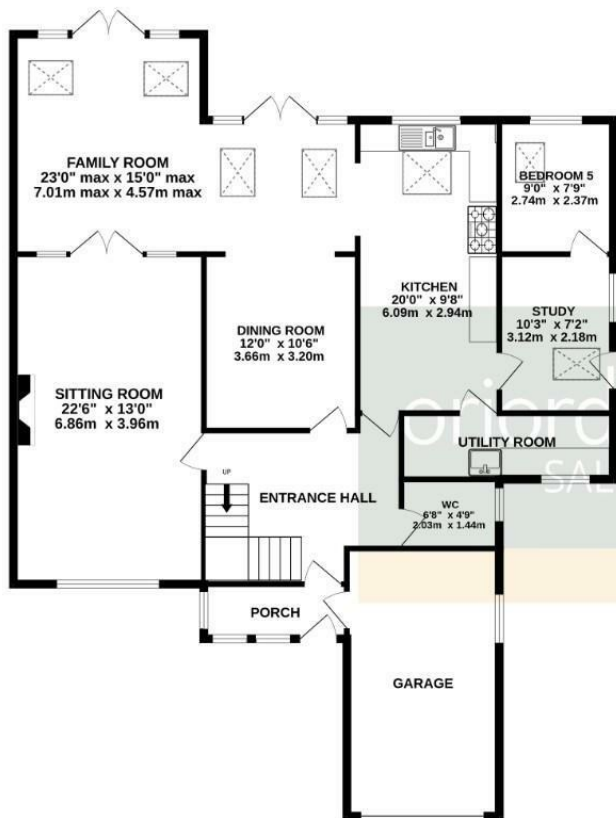 FAMILY ROOM
23'0" max x 15'0" max
7.01m max x 4.57m max
BEDROOM 5
9'0" x 7'9"
2.74m x 2.37m
KITCHEN
20'0" x 9'8"
6.09m x 2.94m
STUDY
10'3" x 7'2"
3.12m x 2.18m
DINING ROOM
12'0" x 10'6"
3.66m x 3.20m
SITTING ROOM
22'6" x 13'0"
6.86m x 3.96m
UTILITY ROOM
UP
ENTRANCE HALL
WC
6'8" x 4'9"
2.03m x 1.44m
PORCH
GARAGE